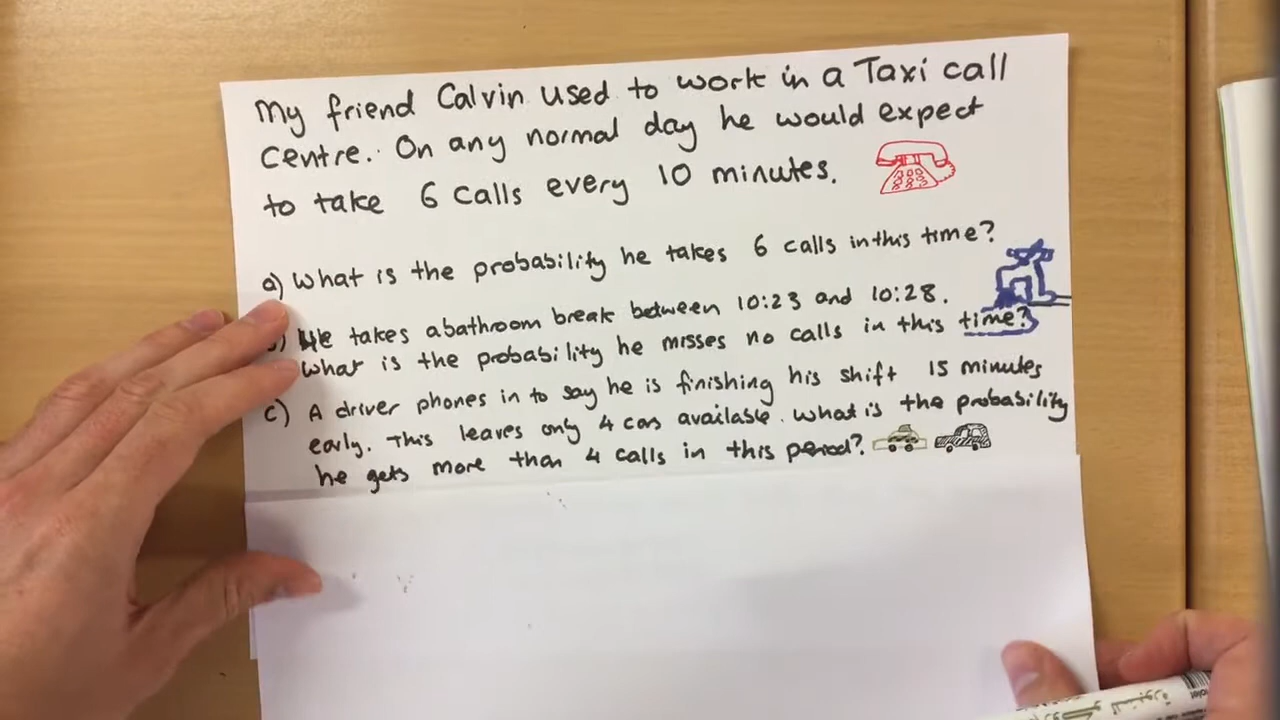 My friend Calvin used to work in a Taxi call
centre. On any normal day he would expect
to take 6 calls every 10 minutes.
a) What is the probability he takes 6 calls in this time?
He takes a bathroom break between 10:23 and 10:28.
What is the probability he misses no calls in this time?
c) A driver phones in to say he is finishing his shift 15 minutes
early. This leaves only 4 cars available. What is the probability
he gets more than 4 calls in this period?